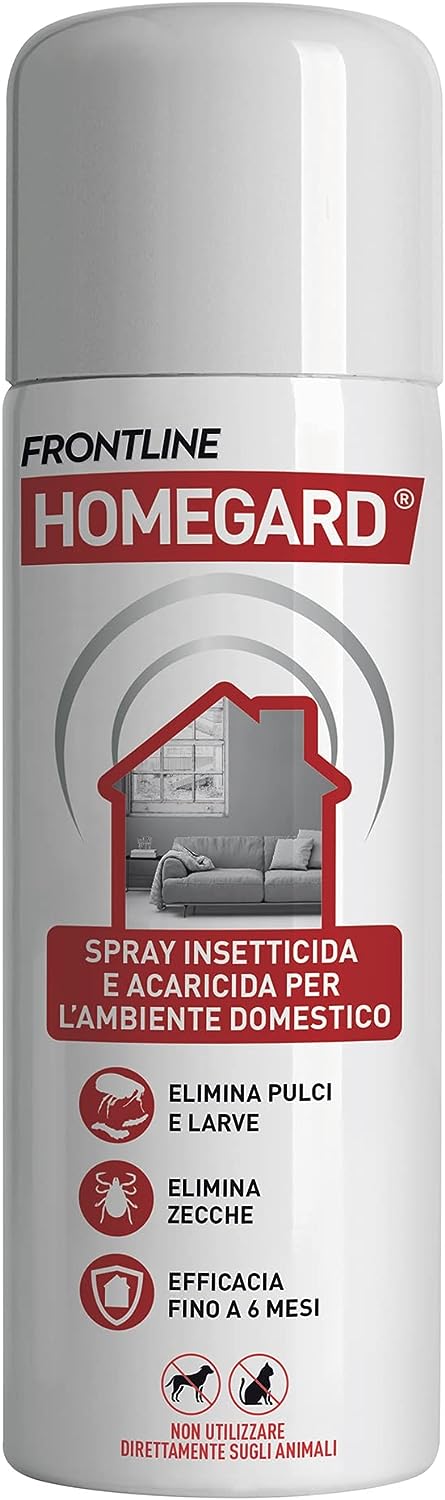 FRONTLINE
HOMEGARD®
SPRAY INSETTICIDA
E ACARICIDA PER
L'AMBIENTE DOMESTICO
ELIMINA PULCI
E LARVE
ELIMINA
ZECCHE
EFFICACIA
FINO A 6 MESI
NON UTILIZZARE
DIRETTAMENTE SUGLI ANIMALI